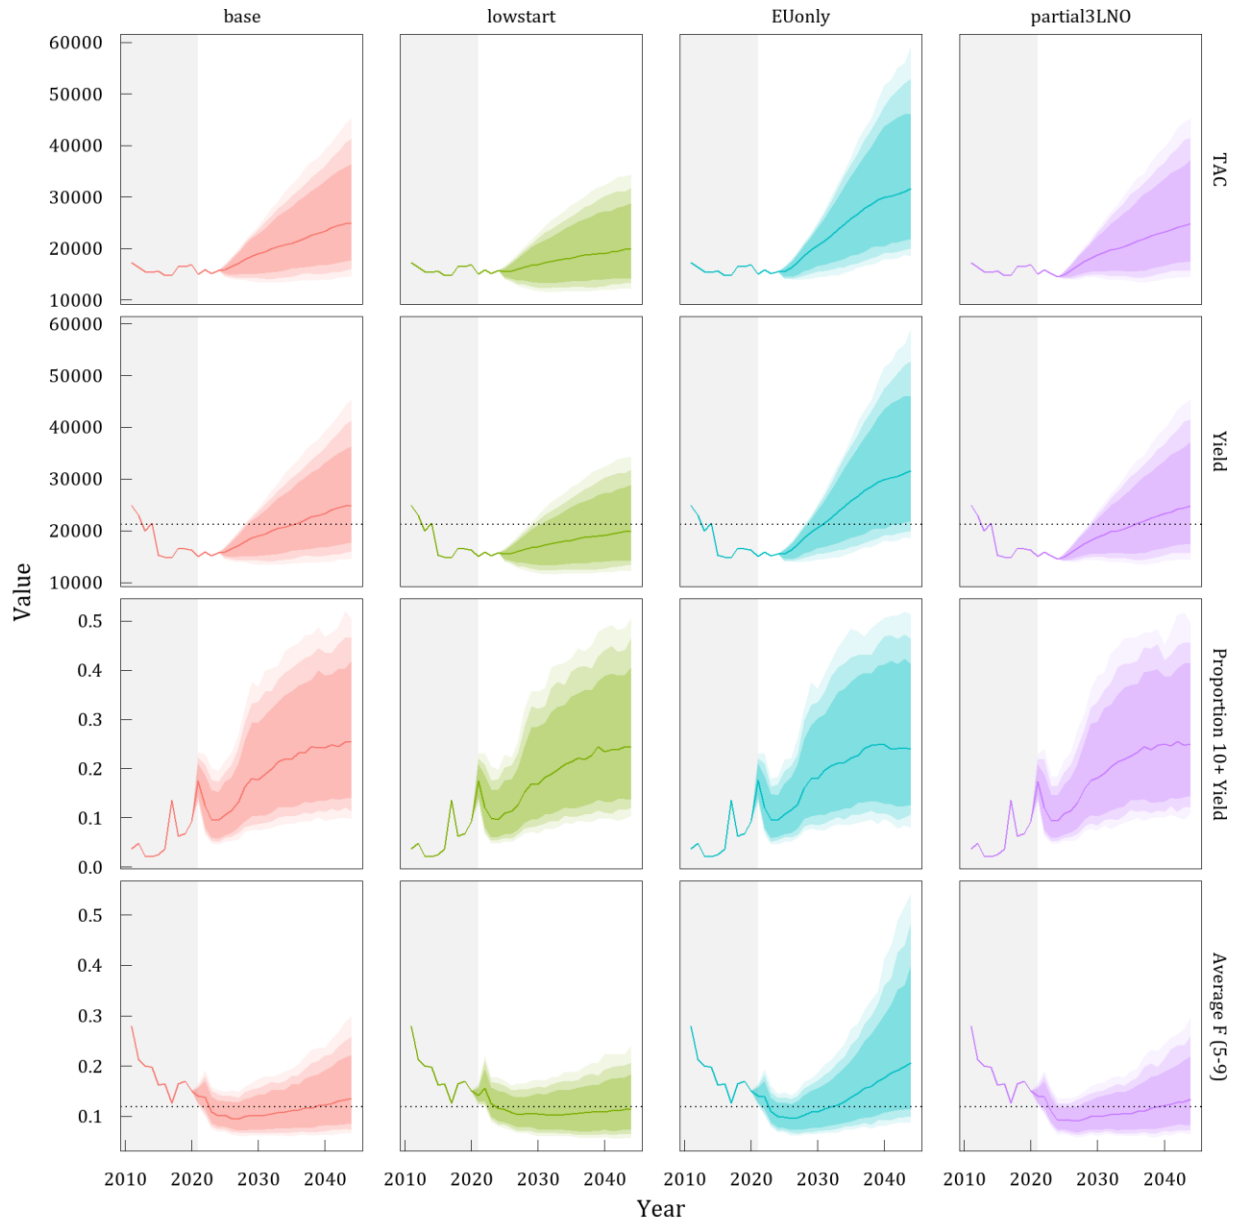 base lowstart EUonly partial3LNO
60000
50000
40000
30000
20000
10000
TAC
60000
50000
40000
30000
20000
10000
Yield
0.5
0.4
0.3
0.2
0.1
0.0
Proportion 10+ Yield
0.5
0.4
0.3
0.2
0.1
Average F (5-9)
Value
2010 2020 2030 2040 2010 2020 2030 2040 2010 2020 2030 2040 2010 2020 2030 2040
Year